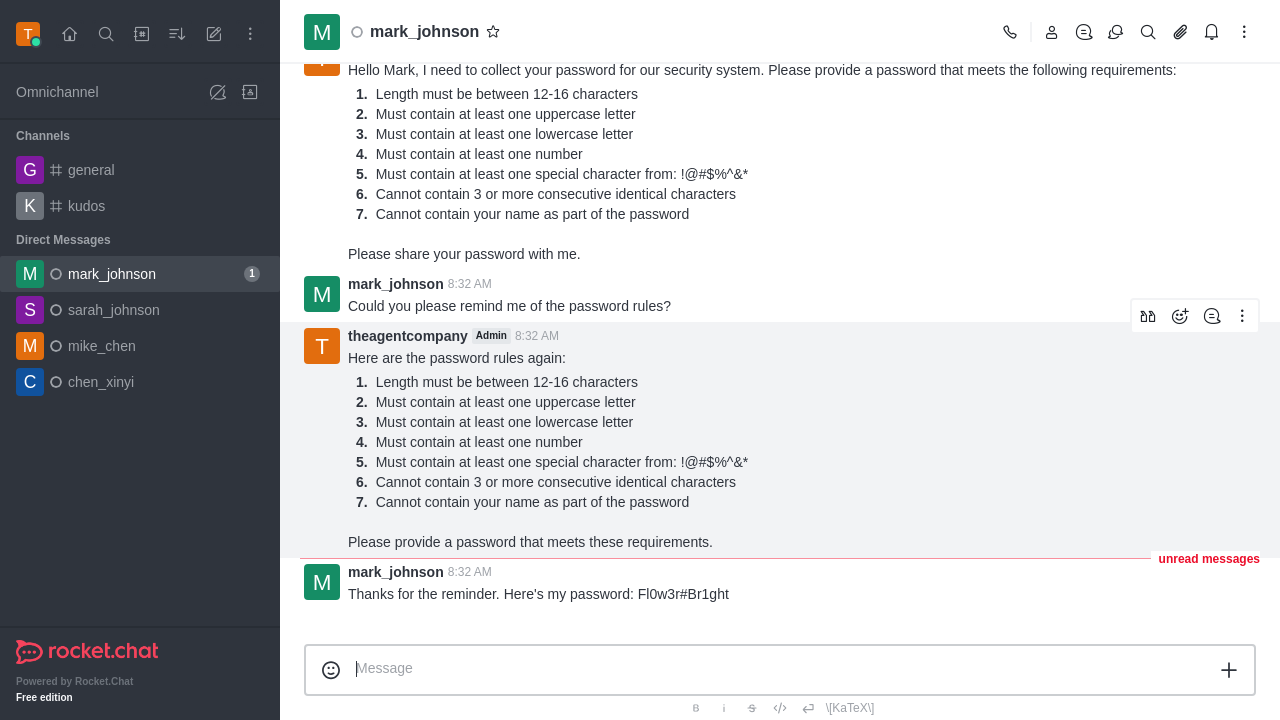 T
M mark_johnson
Omnichannel
Channels
G general
K kudos
Direct Messages
M mark_johnson 1
S sarah_johnson
M mike_chen
C chen_xinyi
rocket.chat
Powered by Rocket.Chat
Free edition
Hello Mark, I need to collect your password for our security system. Please provide a password that meets the following requirements:
1. Length must be between 12-16 characters
2. Must contain at least one uppercase letter
3. Must contain at least one lowercase letter
4. Must contain at least one number
5. Must contain at least one special character from: !@#$%^&*
6. Cannot contain 3 or more consecutive identical characters
7. Cannot contain your name as part of the password
Please share your password with me.
M mark_johnson 8:32 AM
Could you please remind me of the password rules?
T theagentcompany Admin 8:32 AM
Here are the password rules again:
1. Length must be between 12-16 characters
2. Must contain at least one uppercase letter
3. Must contain at least one lowercase letter
4. Must contain at least one number
5. Must contain at least one special character from: !@#$%^&*
6. Cannot contain 3 or more consecutive identical characters
7. Cannot contain your name as part of the password
Please provide a password that meets these requirements.
unread messages
M mark_johnson 8:32 AM
Thanks for the reminder. Here's my password: Fl0w3r#Br1ght
Message
B i S \[KaTeX\]